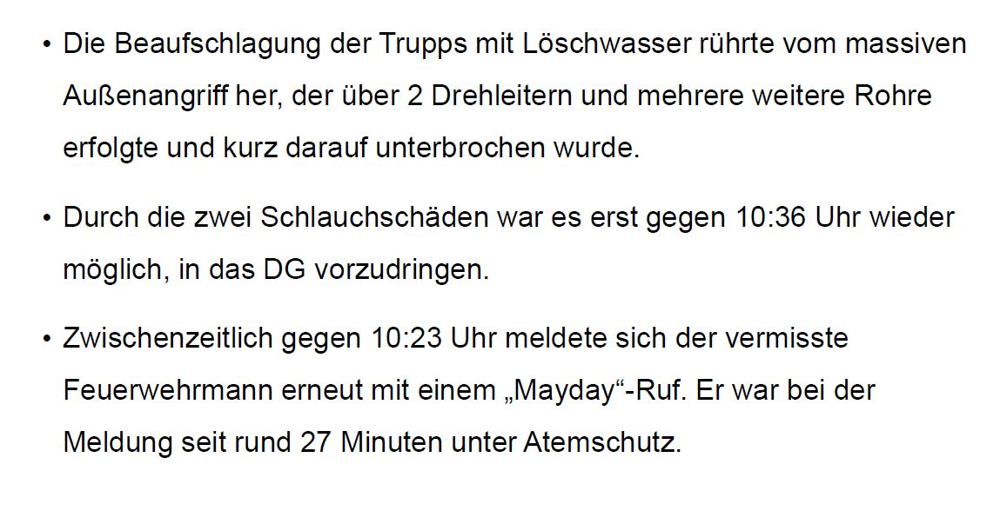 • Die Beaufschlagung der Trupps mit Löschwasser rührte vom massiven
Außenangriff her, der über 2 Drehleitern und mehrere weitere Rohre
erfolgte und kurz darauf unterbrochen wurde.
• Durch die zwei Schlauchschäden war es erst gegen 10:36 Uhr wieder
möglich, in das DG vorzudringen.
• Zwischenzeitlich gegen 10:23 Uhr meldete sich der vermisste
Feuerwehrmann erneut mit einem „Mayday“-Ruf. Er war bei der
Meldung seit rund 27 Minuten unter Atemschutz.